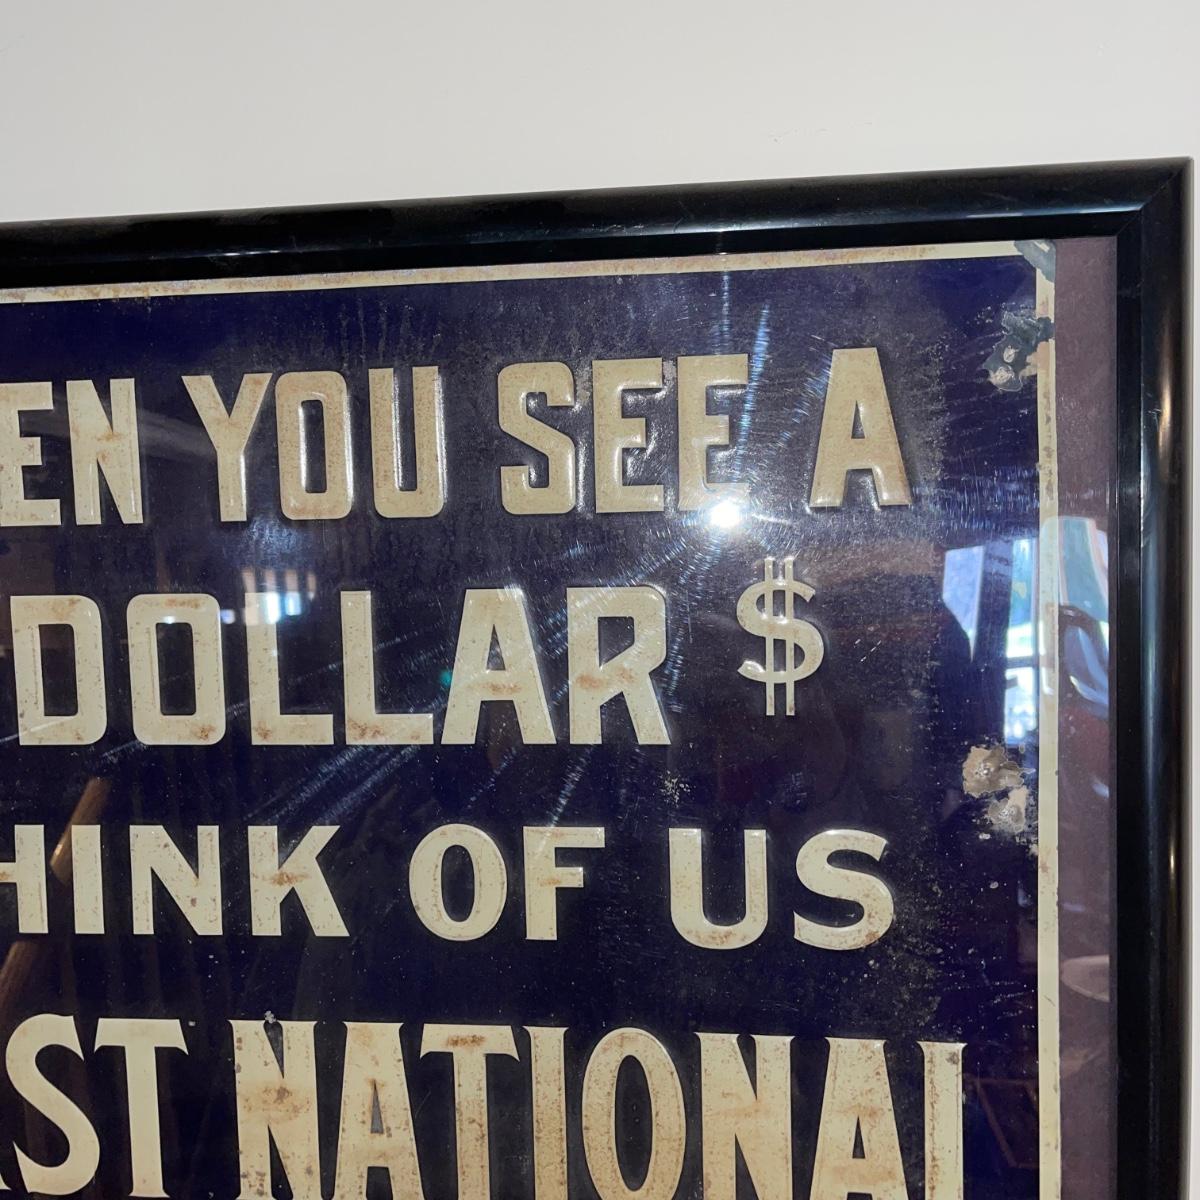 EN YOU SEE A
DOLLAR $
HINK OF US
ST NATIONAL